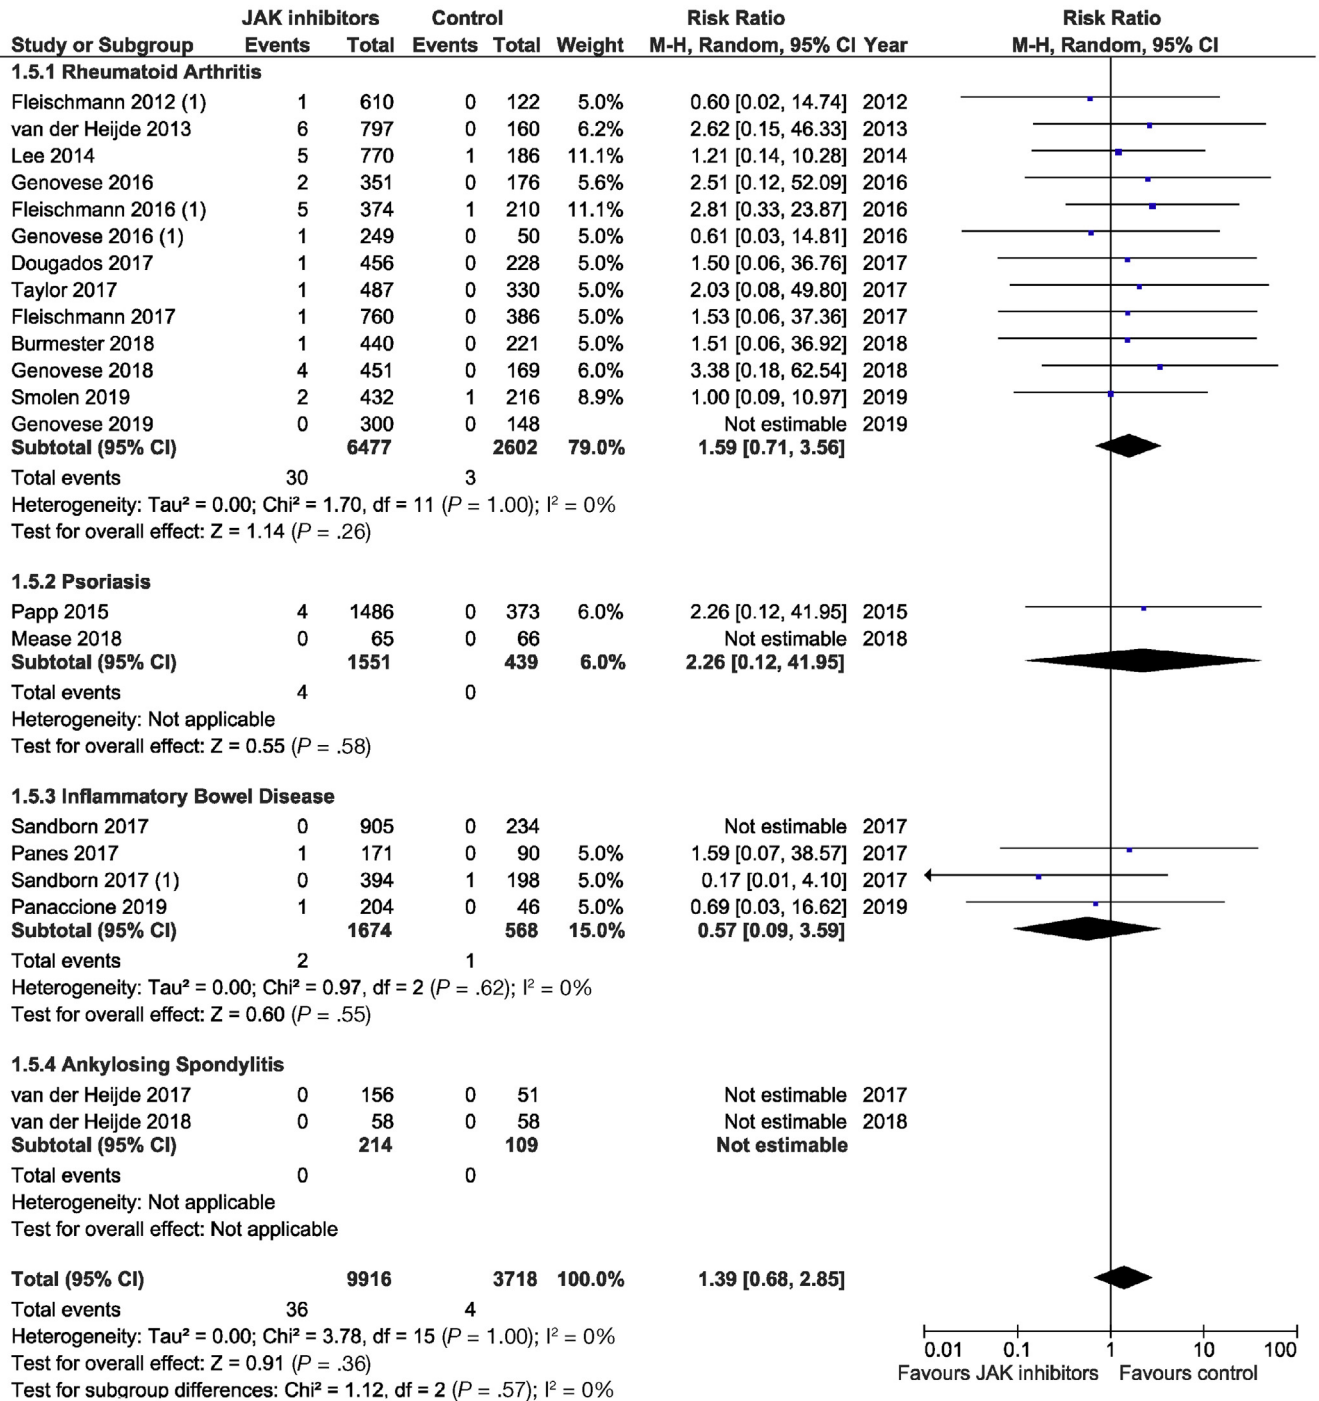 JAK inhibitors Control Risk Ratio Risk Ratio
Study or Subgroup Events Total Events Total Weight M-H, Random, 95% CI Year M-H, Random, 95% CI
1.5.1 Rheumatoid Arthritis
Fleischmann 2012 (1) 1 610 0 122 5.0% 0.60 [0.02, 14.74] 2012
van der Heijde 2013 6 797 0 160 6.2% 2.62 [0.15, 46.33] 2013
Lee 2014 5 770 1 186 11.1% 1.21 [0.14, 10.28] 2014
Genovese 2016 2 351 0 176 5.6% 2.51 [0.12, 52.09] 2016
Fleischmann 2016 (1) 5 374 1 210 11.1% 2.81 [0.33, 23.87] 2016
Genovese 2016 (1) 1 249 0 50 5.0% 0.61 [0.03, 14.81] 2016
Dougados 2017 1 456 0 228 5.0% 1.50 [0.06, 36.76] 2017
Taylor 2017 1 487 0 330 5.0% 2.03 [0.08, 49.80] 2017
Fleischmann 2017 1 760 0 386 5.0% 1.53 [0.06, 37.36] 2017
Burmester 2018 1 440 0 221 5.0% 1.51 [0.06, 36.92] 2018
Genovese 2018 4 451 0 169 6.0% 3.38 [0.18, 62.54] 2018
Smolen 2019 2 432 1 216 8.9% 1.00 [0.09, 10.97] 2019
Genovese 2019 0 300 0 148 Not estimable 2019
Subtotal (95% CI) 6477 2602 79.0% 1.59 [0.71, 3.56]
Total events 30 3
Heterogeneity: Tau² = 0.00; Chi² = 1.70, df = 11 (P = 1.00); I² = 0%
Test for overall effect: Z = 1.14 (P = .26)
1.5.2 Psoriasis
Papp 2015 4 1486 0 373 6.0% 2.26 [0.12, 41.95] 2015
Mease 2018 0 65 0 66 Not estimable 2018
Subtotal (95% CI) 1551 439 6.0% 2.26 [0.12, 41.95]
Total events 4 0
Heterogeneity: Not applicable
Test for overall effect: Z = 0.55 (P = .58)
1.5.3 Inflammatory Bowel Disease
Sandborn 2017 0 905 0 234 Not estimable 2017
Panes 2017 1 171 0 90 5.0% 1.59 [0.07, 38.57] 2017
Sandborn 2017 (1) 0 394 1 198 5.0% 0.17 [0.01, 4.10] 2017
Panaccione 2019 1 204 0 46 5.0% 0.69 [0.03, 16.62] 2019
Subtotal (95% CI) 1674 568 15.0% 0.57 [0.09, 3.59]
Total events 2 1
Heterogeneity: Tau² = 0.00; Chi² = 0.97, df = 2 (P = .62); I² = 0%
Test for overall effect: Z = 0.60 (P = .55)
1.5.4 Ankylosing Spondylitis
van der Heijde 2017 0 156 0 51 Not estimable 2017
van der Heijde 2018 0 58 0 58 Not estimable 2018
Subtotal (95% CI) 214 109 Not estimable
Total events 0 0
Heterogeneity: Not applicable
Test for overall effect: Not applicable
Total (95% CI) 9916 3718 100.0% 1.39 [0.68, 2.85]
Total events 36 4
Heterogeneity: Tau² = 0.00; Chi² = 3.78, df = 15 (P = 1.00); I² = 0%
Test for overall effect: Z = 0.91 (P = .36)
Test for subgroup differences: Chi² = 1.12, df = 2 (P = .57); I² = 0%
0.01 0.1 1 10 100
Favours JAK inhibitors Favours control